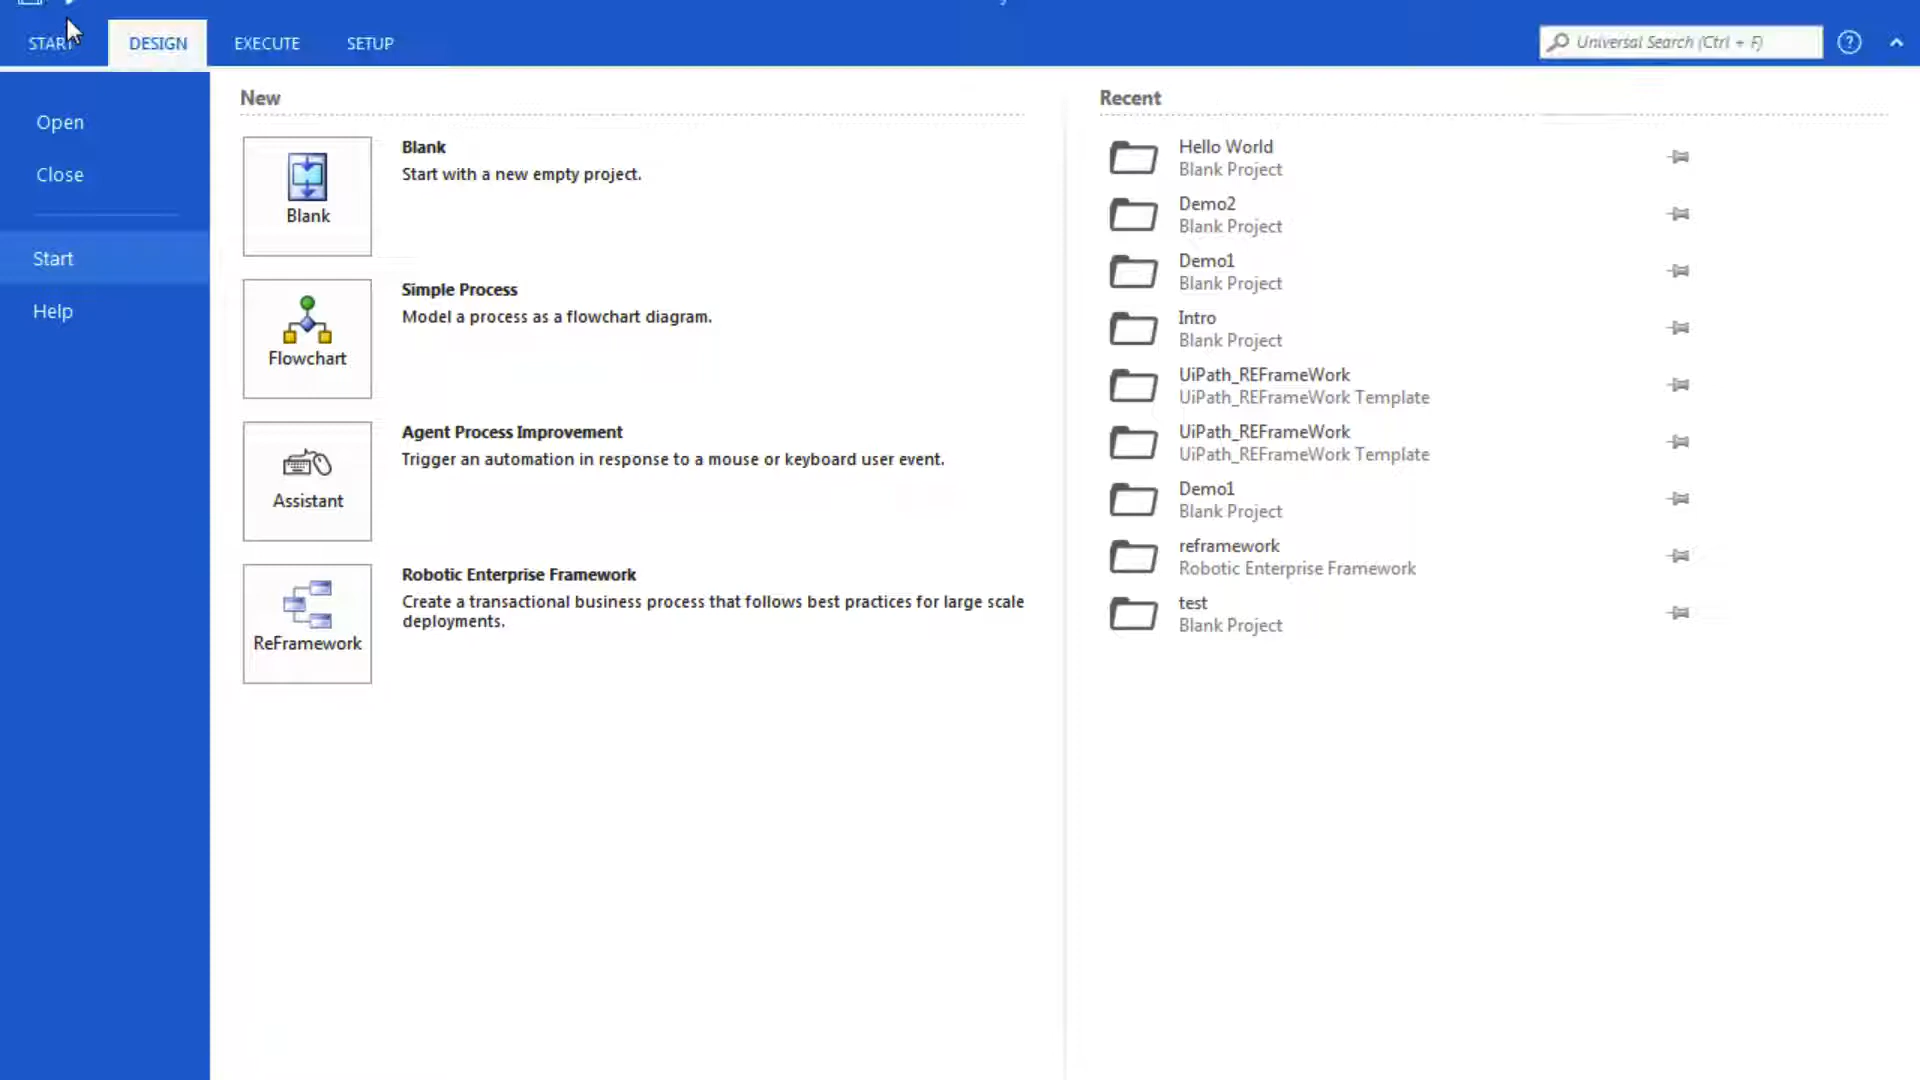 START
DESIGN
EXECUTE
SETUP
Universal Search (Ctrl + F)
?
Open
Close
Start
Help
New
Blank
Blank
Start with a new empty project.
Flowchart
Simple Process
Model a process as a flowchart diagram.
Assistant
Agent Process Improvement
Trigger an automation in response to a mouse or keyboard user event.
ReFramework
Robotic Enterprise Framework
Create a transactional business process that follows best practices for large scale
deployments.
Recent
Hello World
Blank Project
Demo2
Blank Project
Demo1
Blank Project
Intro
Blank Project
UiPath_REFrameWork
UiPath_REFrameWork Template
UiPath_REFrameWork
UiPath_REFrameWork Template
Demo1
Blank Project
reframework
Robotic Enterprise Framework
test
Blank Project